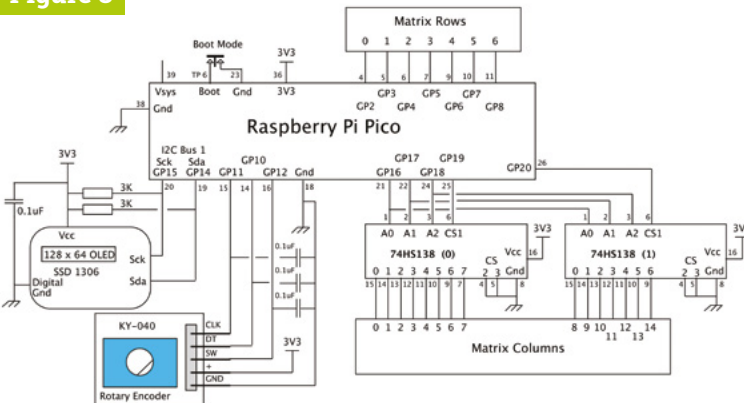 Matrix Rows
0 1 2 3 4 5 6
Boot Mode
3V3
39 TP 6 23 36 4 5 6 7 9 10 11
Vsys Boot Gnd 3V3 GP3 GP5 GP7
GP2 GP4 GP6 GP8
38 Gnd
Raspberry Pi Pico
I2C Bus 1
Sck Sda GP10 GP17 GP19
GP15 GP14 GP11 GP12 Gnd GP16 GP18 GP20 26
20 19 15 14 16 18 21 22 24 25
3V3
3K
3K
0.1uF
Vcc
128 x 64 OLED
SSD 1306
Sck
Sda
Digital
Gnd
0.1uF
0.1uF
0.1uF
1 2 3 6
A0 A1 A2 CS1
74HS138 (0)
Vcc 16
3V3
CS
2 3 Gnd
0 1 2 3 4 5 6 7
15 14 13 12 11 10 9 7 4 5 8
1 2 3 6
A0 A1 A2 CS1
74HS138 (1)
Vcc 16
CS
2 3 Gnd
0 1 2 3 4 5 6
15 14 13 12 11 10 9 4 5 8
0 1 2 3 4 5 6 7 8 9 10 11 12 13 14
Matrix Columns
KY-040
CLK
DT
SW
+
GND
3V3
Rotary Encoder